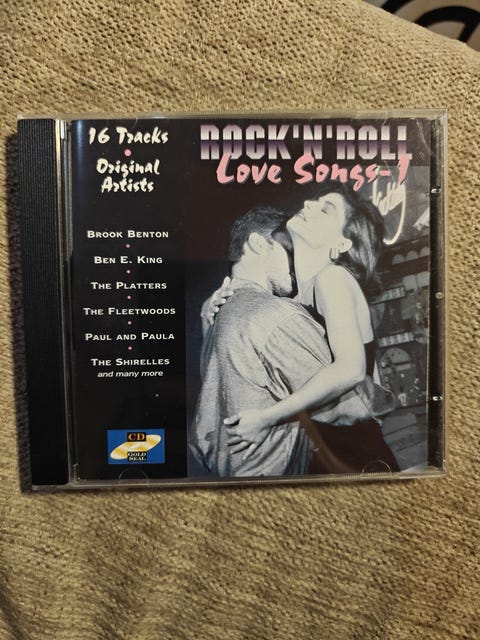 16 Tracks
Original
Artists
ROCK'N'ROLL
Love Songs-1
BROOK BENTON
BEN E. KING
THE PLATTERS
THE FLEETWOODS
PAUL AND PAULA
THE SHIRELLES
and many more
CD
GOLD
SEAL